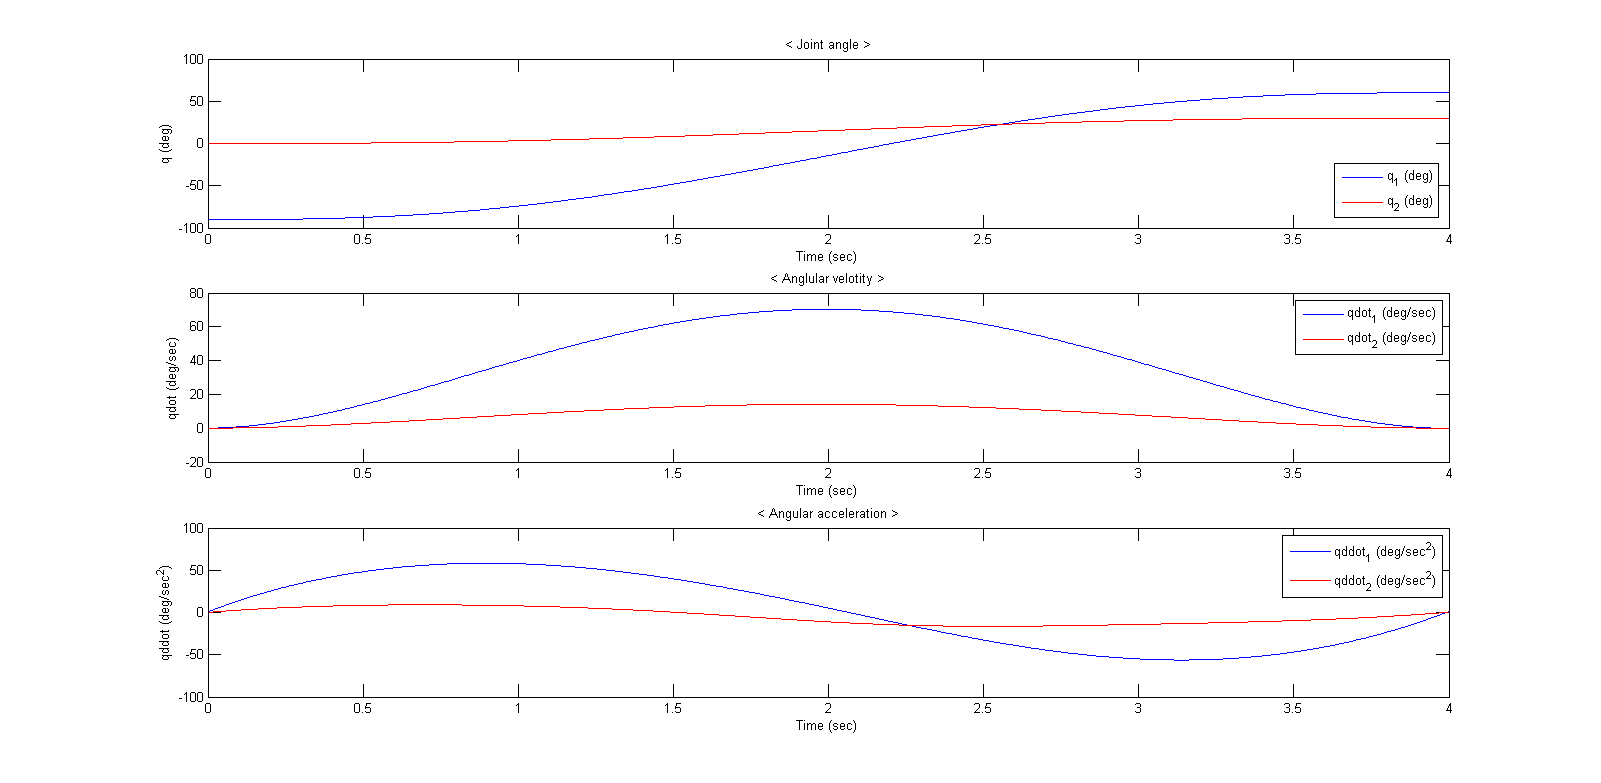 < Joint angle >
q (deg)
100
50
0
-50
-100
q1 (deg)
q2 (deg)
0 0.5 1 1.5 2 2.5 3 3.5 4
Time (sec)
< Anglular velotity >
qdot (deg/sec)
80
60
40
20
0
-20
qdot1 (deg/sec)
qdot2 (deg/sec)
0 0.5 1 1.5 2 2.5 3 3.5 4
Time (sec)
< Angular acceleration >
qddot (deg/sec2)
100
50
0
-50
-100
qddot1 (deg/sec2)
qddot2 (deg/sec2)
0 0.5 1 1.5 2 2.5 3 3.5 4
Time (sec)